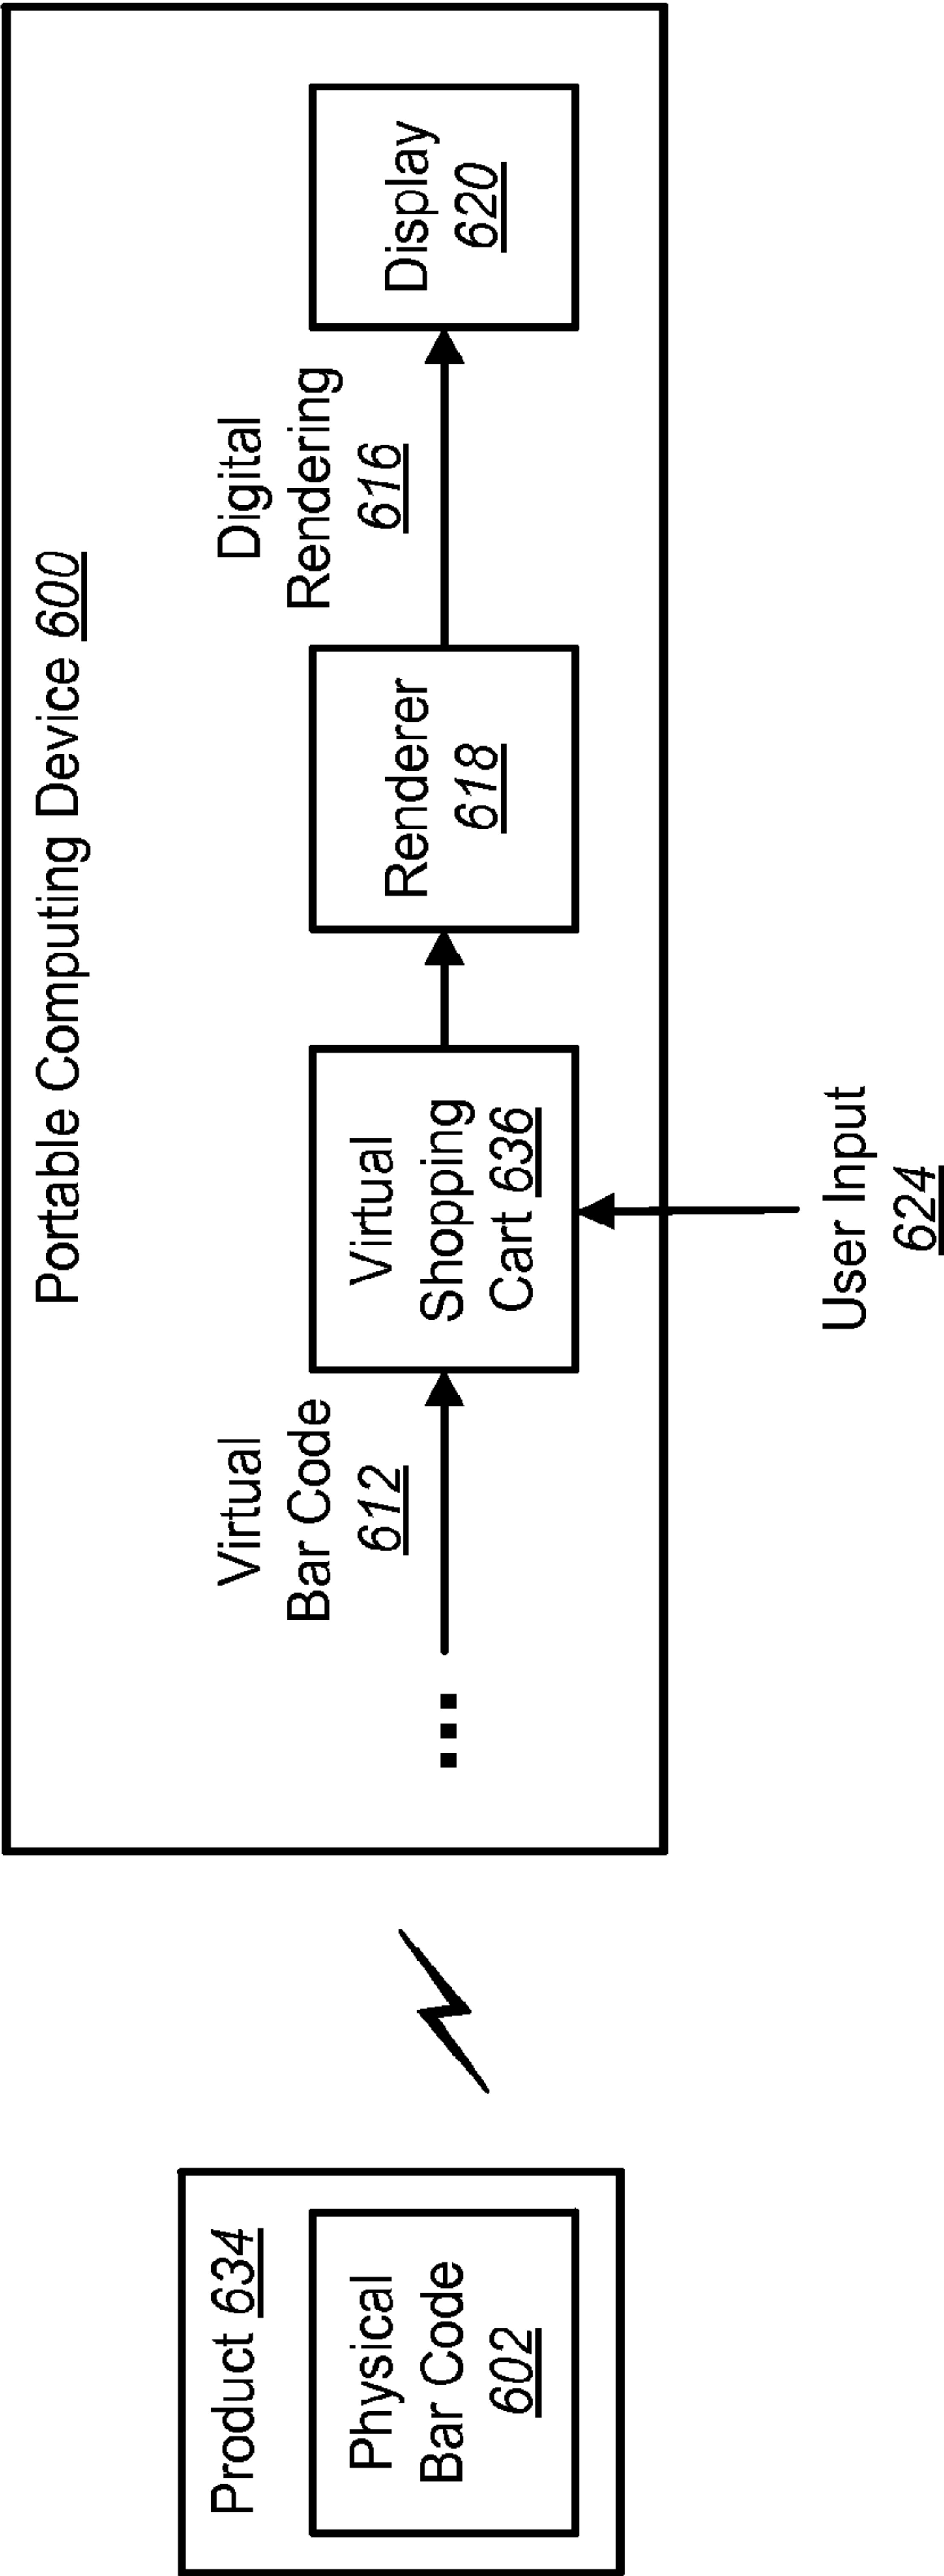 Portable Computing Device 600
Product 634
Physical
Bar Code
602
...
Virtual
Bar Code
612
Virtual
Shopping
Cart 636
Renderer
618
Digital
Rendering
616
Display
620
User Input
624